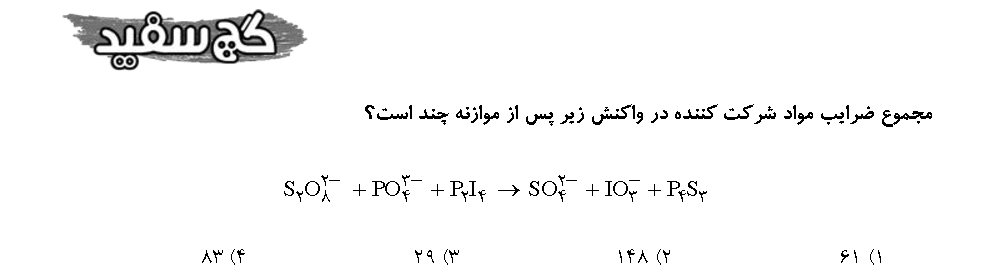 گچ سفید
مجموع ضرایب مواد شرکت کننده در واکنش زیر پس از موازنه چند است؟
S₂O₈²⁻ + PO₄³⁻ + P₂I₄ → SO₄²⁻ + IO₃⁻ + P₄S₃
۱) ۶۱ ۲) ۱۴۸ ۳) ۲۹ ۴) ۸۳